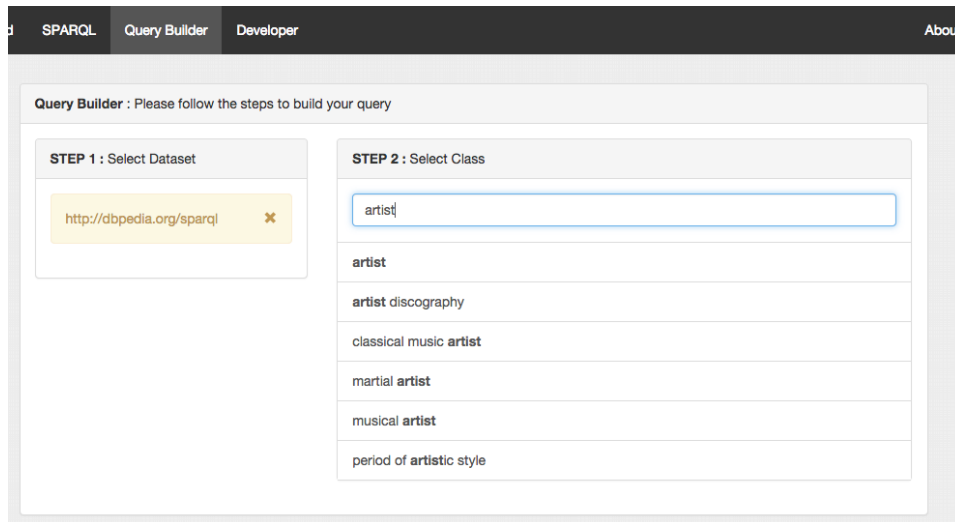 d SPARQL Query Builder Developer Abou
Query Builder : Please follow the steps to build your query
STEP 1 : Select Dataset
http://dbpedia.org/sparql ✖
STEP 2 : Select Class
artist
artist
artist discography
classical music artist
martial artist
musical artist
period of artistic style